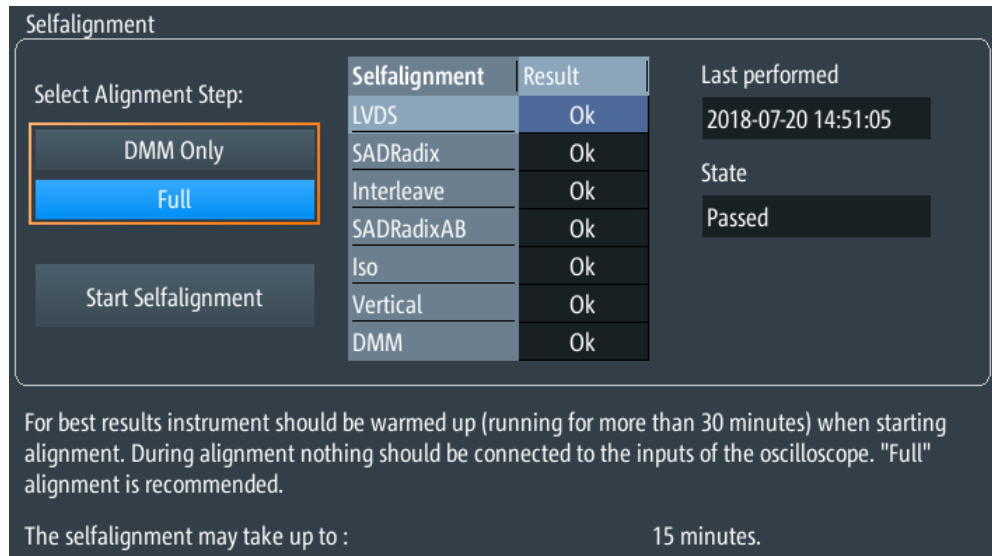 Selfalignment
Select Alignment Step:
DMM Only
Full
Start Selfalignment
Selfalignment Result
LVDS Ok
SADRadix Ok
Interleave Ok
SADRadixAB Ok
Iso Ok
Vertical Ok
DMM Ok
Last performed
2018-07-20 14:51:05
State
Passed
For best results instrument should be warmed up (running for more than 30 minutes) when starting
alignment. During alignment nothing should be connected to the inputs of the oscilloscope. "Full"
alignment is recommended.
The selfalignment may take up to : 15 minutes.